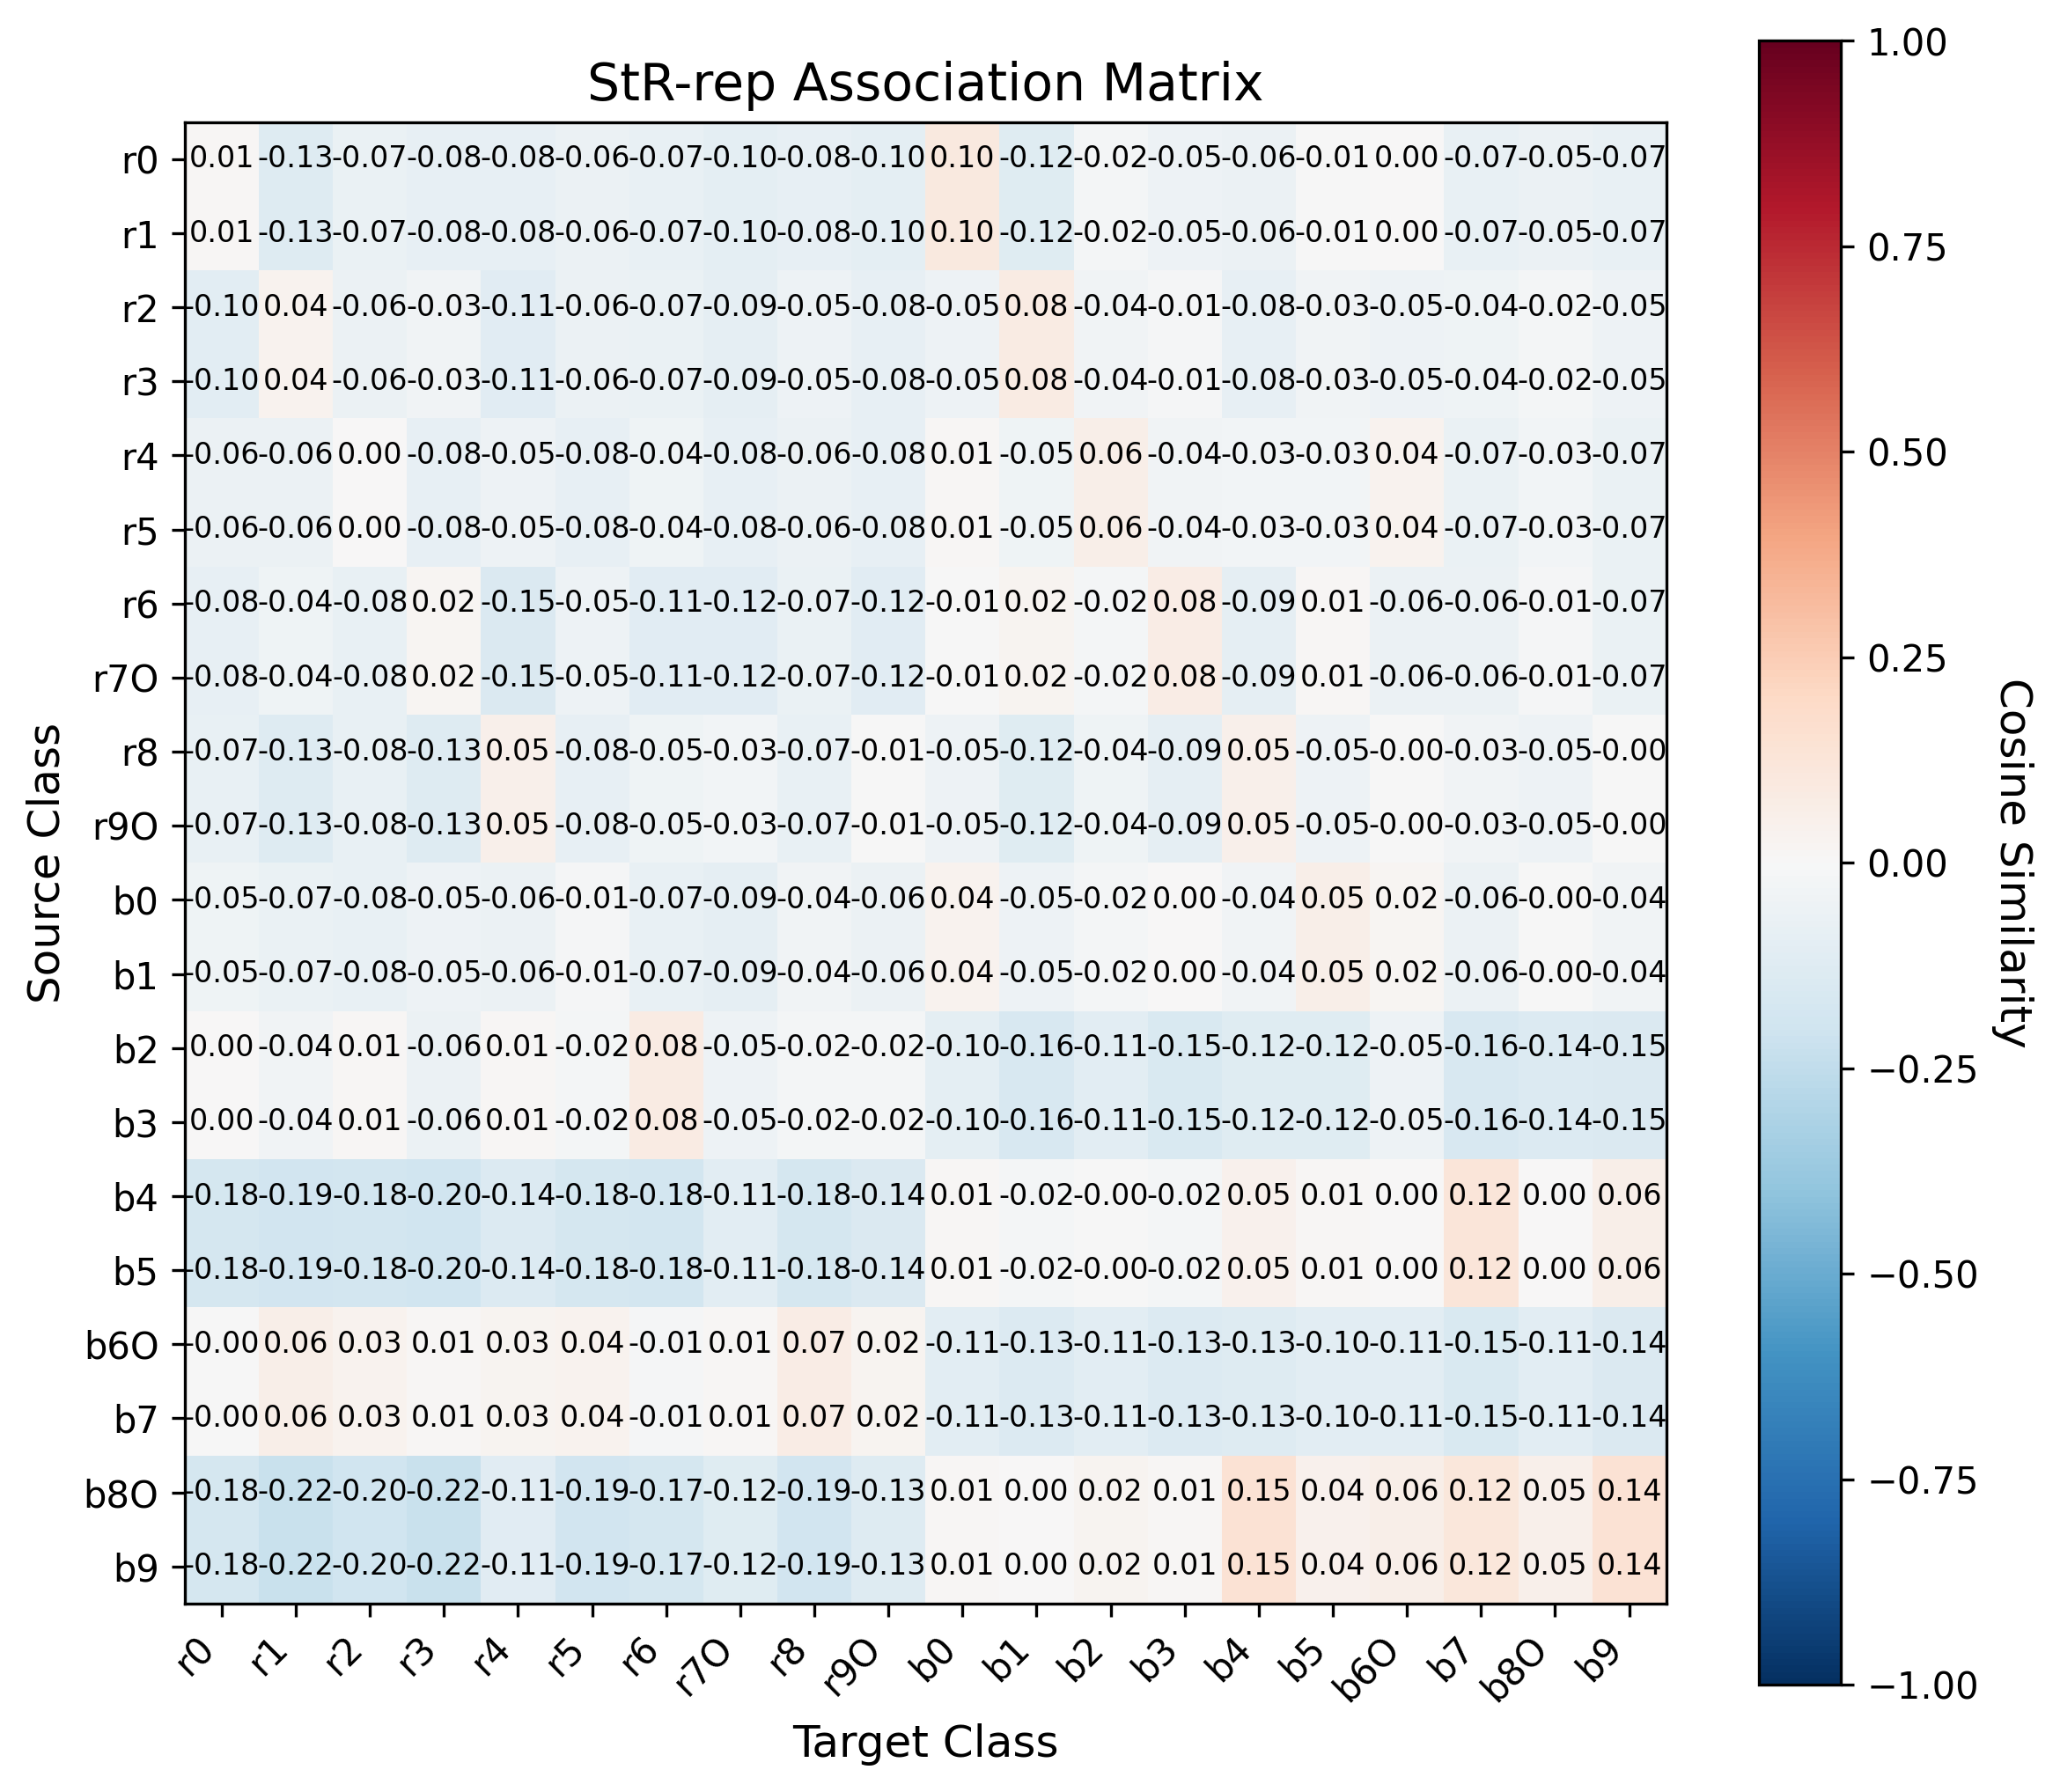 StR-rep Association Matrix
r0 0.01 -0.13 -0.07 -0.08 -0.08 -0.06 -0.07 -0.10 -0.08 -0.10 0.10 -0.12 -0.02 -0.05 -0.06 -0.01 0.00 -0.07 -0.05 -0.07
r1 0.01 -0.13 -0.07 -0.08 -0.08 -0.06 -0.07 -0.10 -0.08 -0.10 0.10 -0.12 -0.02 -0.05 -0.06 -0.01 0.00 -0.07 -0.05 -0.07
r2 -0.10 0.04 -0.06 -0.03 -0.11 -0.06 -0.07 -0.09 -0.05 -0.08 -0.05 0.08 -0.04 -0.01 -0.08 -0.03 -0.05 -0.04 -0.02 -0.05
r3 -0.10 0.04 -0.06 -0.03 -0.11 -0.06 -0.07 -0.09 -0.05 -0.08 -0.05 0.08 -0.04 -0.01 -0.08 -0.03 -0.05 -0.04 -0.02 -0.05
r4 -0.06 -0.06 0.00 -0.08 -0.05 -0.08 -0.04 -0.08 -0.06 -0.08 0.01 -0.05 0.06 -0.04 -0.03 -0.03 0.04 -0.07 -0.03 -0.07
r5 -0.06 -0.06 0.00 -0.08 -0.05 -0.08 -0.04 -0.08 -0.06 -0.08 0.01 -0.05 0.06 -0.04 -0.03 -0.03 0.04 -0.07 -0.03 -0.07
r6 -0.08 -0.04 -0.08 0.02 -0.15 -0.05 -0.11 -0.12 -0.07 -0.12 -0.01 0.02 -0.02 0.08 -0.09 0.01 -0.06 -0.06 -0.01 -0.07
r7O -0.08 -0.04 -0.08 0.02 -0.15 -0.05 -0.11 -0.12 -0.07 -0.12 -0.01 0.02 -0.02 0.08 -0.09 0.01 -0.06 -0.06 -0.01 -0.07
r8 -0.07 -0.13 -0.08 -0.13 0.05 -0.08 -0.05 -0.03 -0.07 -0.01 -0.05 -0.12 -0.04 -0.09 0.05 -0.05 -0.00 -0.03 -0.05 -0.00
r9O -0.07 -0.13 -0.08 -0.13 0.05 -0.08 -0.05 -0.03 -0.07 -0.01 -0.05 -0.12 -0.04 -0.09 0.05 -0.05 -0.00 -0.03 -0.05 -0.00
b0 -0.05 -0.07 -0.08 -0.05 -0.06 -0.01 -0.07 -0.09 -0.04 -0.06 0.04 -0.05 -0.02 0.00 -0.04 0.05 0.02 -0.06 -0.00 -0.04
b1 -0.05 -0.07 -0.08 -0.05 -0.06 -0.01 -0.07 -0.09 -0.04 -0.06 0.04 -0.05 -0.02 0.00 -0.04 0.05 0.02 -0.06 -0.00 -0.04
b2 0.00 -0.04 0.01 -0.06 0.01 -0.02 0.08 -0.05 -0.02 -0.02 -0.10 -0.16 -0.11 -0.15 -0.12 -0.12 -0.05 -0.16 -0.14 -0.15
b3 0.00 -0.04 0.01 -0.06 0.01 -0.02 0.08 -0.05 -0.02 -0.02 -0.10 -0.16 -0.11 -0.15 -0.12 -0.12 -0.05 -0.16 -0.14 -0.15
b4 -0.18 -0.19 -0.18 -0.20 -0.14 -0.18 -0.18 -0.11 -0.18 -0.14 0.01 -0.02 -0.00 -0.02 0.05 0.01 0.00 0.12 0.00 0.06
b5 -0.18 -0.19 -0.18 -0.20 -0.14 -0.18 -0.18 -0.11 -0.18 -0.14 0.01 -0.02 -0.00 -0.02 0.05 0.01 0.00 0.12 0.00 0.06
b6O -0.00 0.06 0.03 0.01 0.03 0.04 -0.01 0.01 0.07 0.02 -0.11 -0.13 -0.11 -0.13 -0.13 -0.10 -0.11 -0.15 -0.11 -0.14
b7 -0.00 0.06 0.03 0.01 0.03 0.04 -0.01 0.01 0.07 0.02 -0.11 -0.13 -0.11 -0.13 -0.13 -0.10 -0.11 -0.15 -0.11 -0.14
b8O -0.18 -0.22 -0.20 -0.22 -0.11 -0.19 -0.17 -0.12 -0.19 -0.13 0.01 0.00 0.02 0.01 0.15 0.04 0.06 0.12 0.05 0.14
b9 -0.18 -0.22 -0.20 -0.22 -0.11 -0.19 -0.17 -0.12 -0.19 -0.13 0.01 0.00 0.02 0.01 0.15 0.04 0.06 0.12 0.05 0.14
r0 r1 r2 r3 r4 r5 r6 r7O r8 r9O b0 b1 b2 b3 b4 b5 b6O b7 b8O b9
Target Class
Source Class
1.00
0.75
0.50
0.25
0.00
−0.25
−0.50
−0.75
−1.00
Cosine Similarity